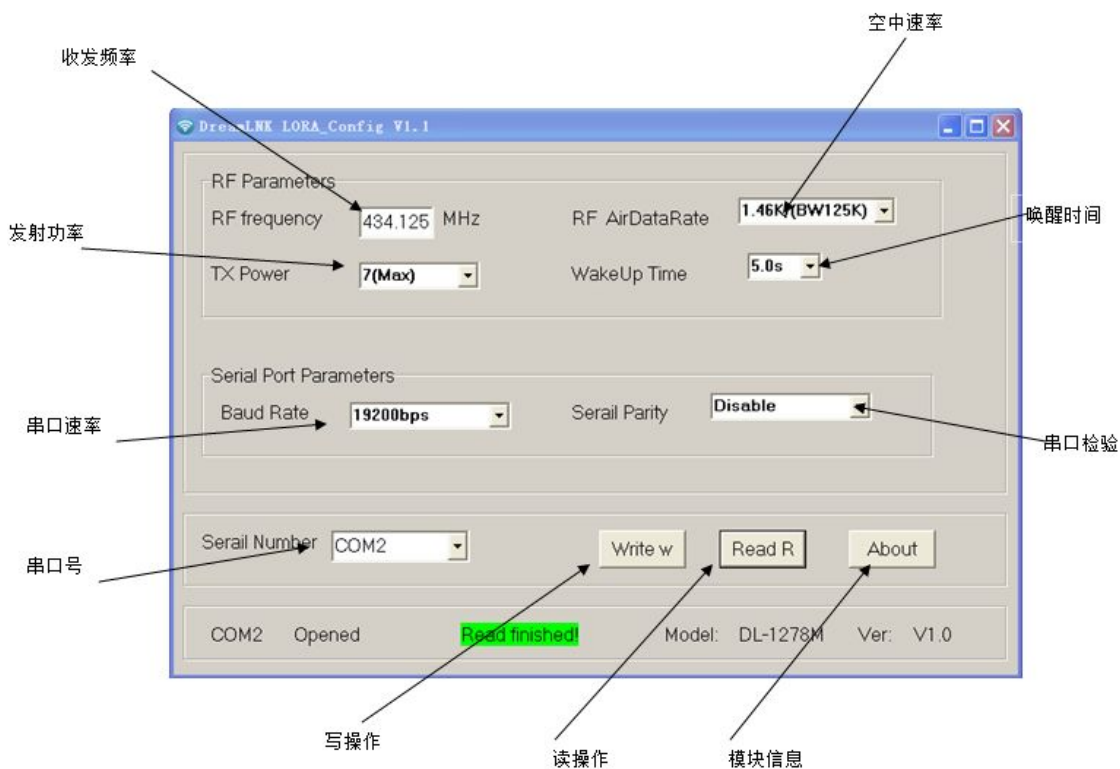 空中速率
收发频率
DreamLNK LORA_Config V1.1
RF Parameters
RF frequency 434.125 MHz RF AirDataRate 1.46K/(BW125K)
唤醒时间
发射功率
TX Power 7(Max) WakeUp Time 5.0s
Serial Port Parameters
Baud Rate 19200bps Serail Parity Disable
串口速率
串口检验
Serail Number COM2 Write w Read R About
串口号
COM2 Opened Read finished! Model: DL-1278M Ver: V1.0
写操作
读操作
模块信息